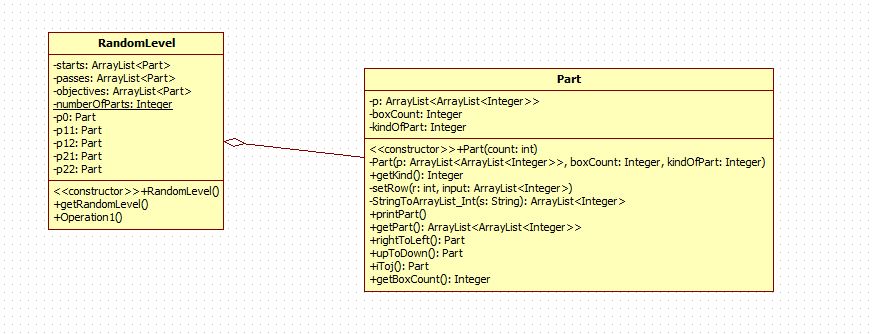 RandomLevel
-starts: ArrayList<Part>
-passes: ArrayList<Part>
-objectives: ArrayList<Part>
-numberOfParts: Integer
-p0: Part
-p11: Part
-p12: Part
-p21: Part
-p22: Part
<<constructor>>+RandomLevel()
+getRandomLevel()
+Operation1()
Part
-p: ArrayList<ArrayList<Integer>>
-boxCount: Integer
-kindOfPart: Integer
<<constructor>>+Part(count: int)
-Part(p: ArrayList<ArrayList<Integer>>, boxCount: Integer, kindOfPart: Integer)
+getKind(): Integer
-setRow(r: int, input: ArrayList<Integer>)
-StringToArrayList_Int(s: String): ArrayList<Integer>
+printPart()
+getPart(): ArrayList<ArrayList<Integer>>
+rightToLeft(): Part
+upToDown(): Part
+iToj(): Part
+getBoxCount(): Integer